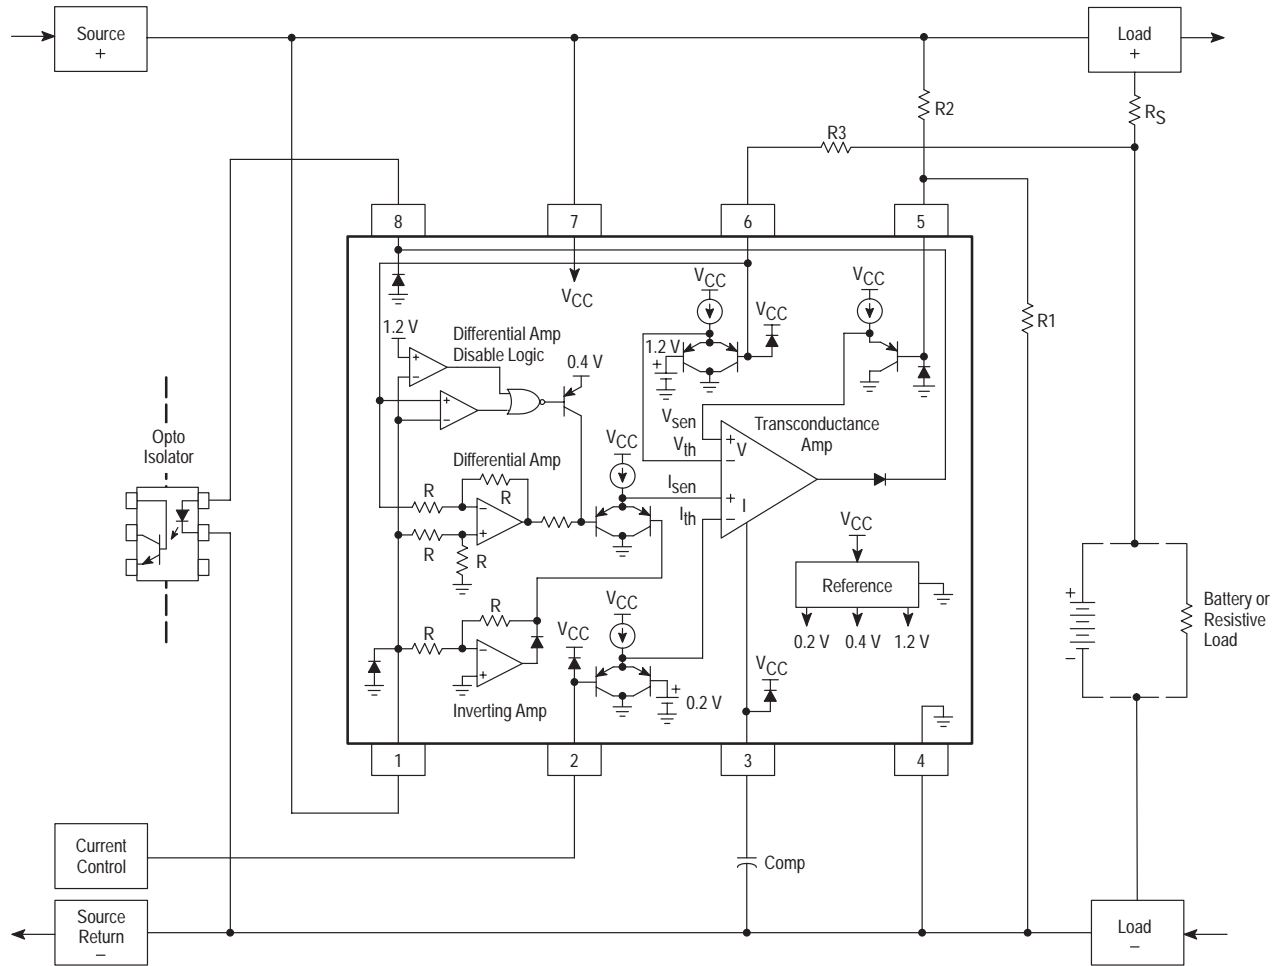 Source
+
Load
+
R2
RS
R3
8
7
6
5
VCC
VCC
VCC
VCC
1.2 V
Differential Amp
Disable Logic
0.4 V
1.2 V
+
R1
+
−
+
−
Opto
Isolator
Vsen
Vth
+
V
−
Transconductance
Amp
VCC
Differential Amp
R
R
−
+
Isen
Ith
+
I
−
VCC
R
R
Reference
0.2 V
0.4 V
1.2 V
+
−
Battery or
Resistive
Load
VCC
R
R
−
+
VCC
Inverting Amp
+
0.2 V
VCC
1
2
3
4
Current
Control
Comp
Source
Return
−
Load
−